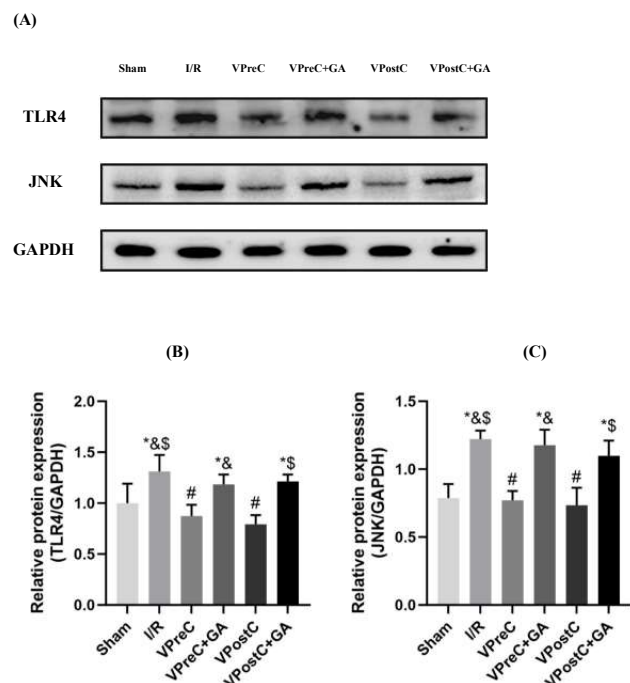 (A)
Sham I/R VPreC VPreC+GA VPostC VPostC+GA
TLR4
JNK
GAPDH
(B)
Relative protein expression
(TLR4/GAPDH)
2.0
1.5
1.0
0.5
0.0
*&$
#
*&
#
*$
Sham
I/R
VPreC
VPreC+GA
VPostC
VPostC+GA
(C)
Relative protein expression
(JNK/GAPDH)
1.5
1.0
0.5
0.0
*&$
#
*&
#
*$
Sham
I/R
VPreC
VPreC+GA
VPostC
VPostC+GA